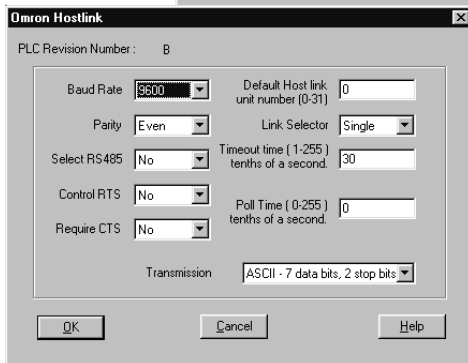 Omron Hostlink
PLC Revision Number : B
Baud Rate 9600
Default Host link unit number (0-31) 0
Parity Even
Link Selector Single
Select RS485 No
Timeout time ( 1-255 ) tenths of a second. 30
Control RTS No
Poll Time ( 0-255 ) tenths of a second. 0
Require CTS No
Transmission ASCII - 7 data bits, 2 stop bits
OK Cancel Help